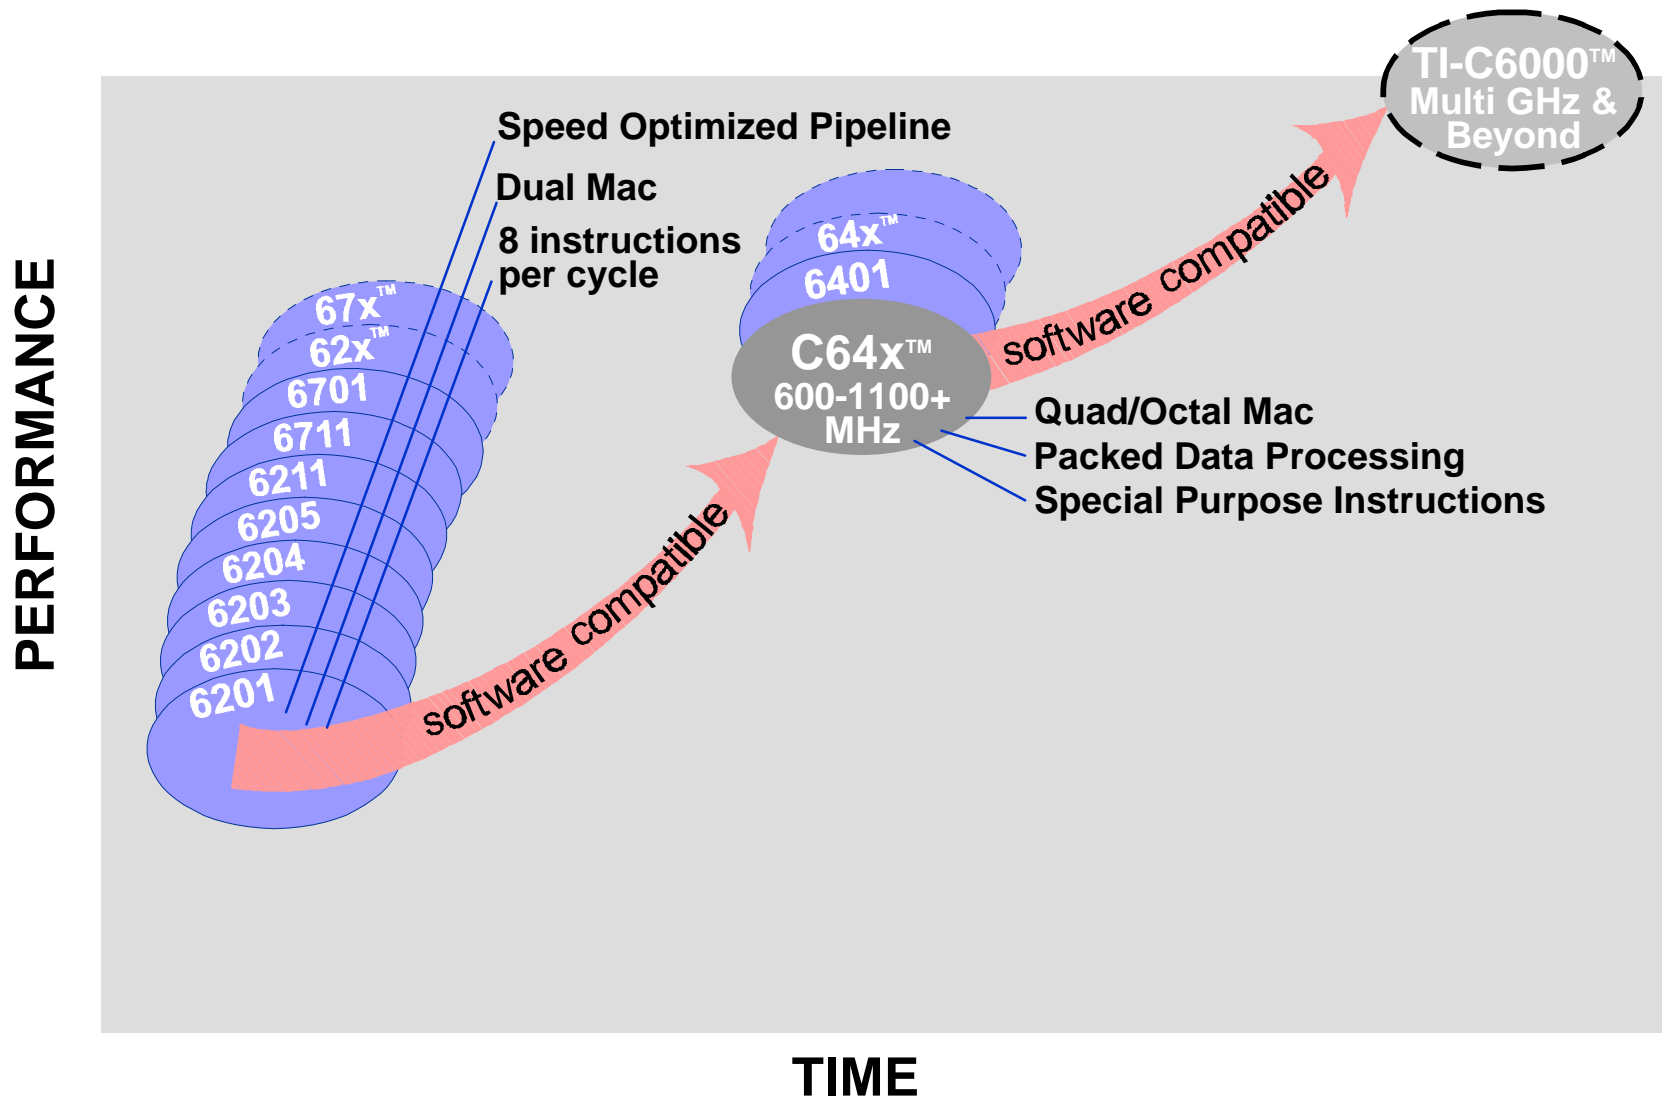 TI-C6000™
Multi GHz &
Beyond
Speed Optimized Pipeline
Dual Mac
8 instructions
per cycle
64x™
6401
C64x™
600-1100+
MHz
software compatible
Quad/Octal Mac
Packed Data Processing
Special Purpose Instructions
67x™
62x™
6701
6711
6211
6205
6204
6203
6202
6201
software compatible
PERFORMANCE
TIME